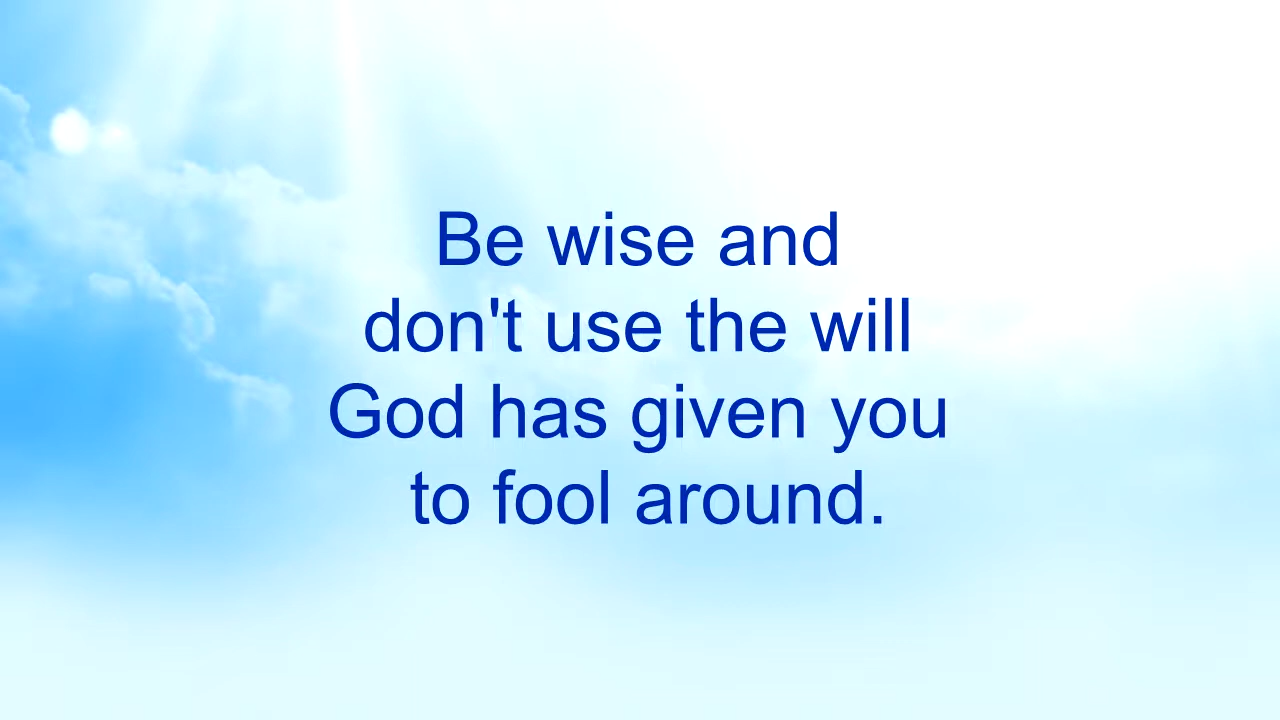 Be wise and
don't use the will
God has given you
to fool around.